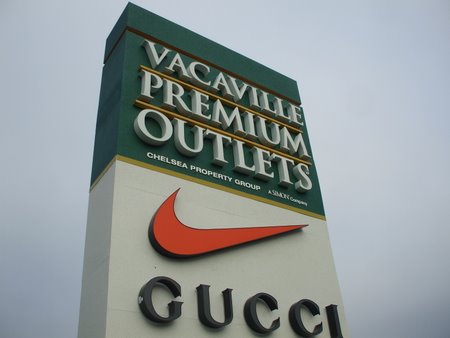 VACAVILLE
PREMIUM
OUTLETS
CHELSEA PROPERTY GROUP A SIMON Company
GUCCI